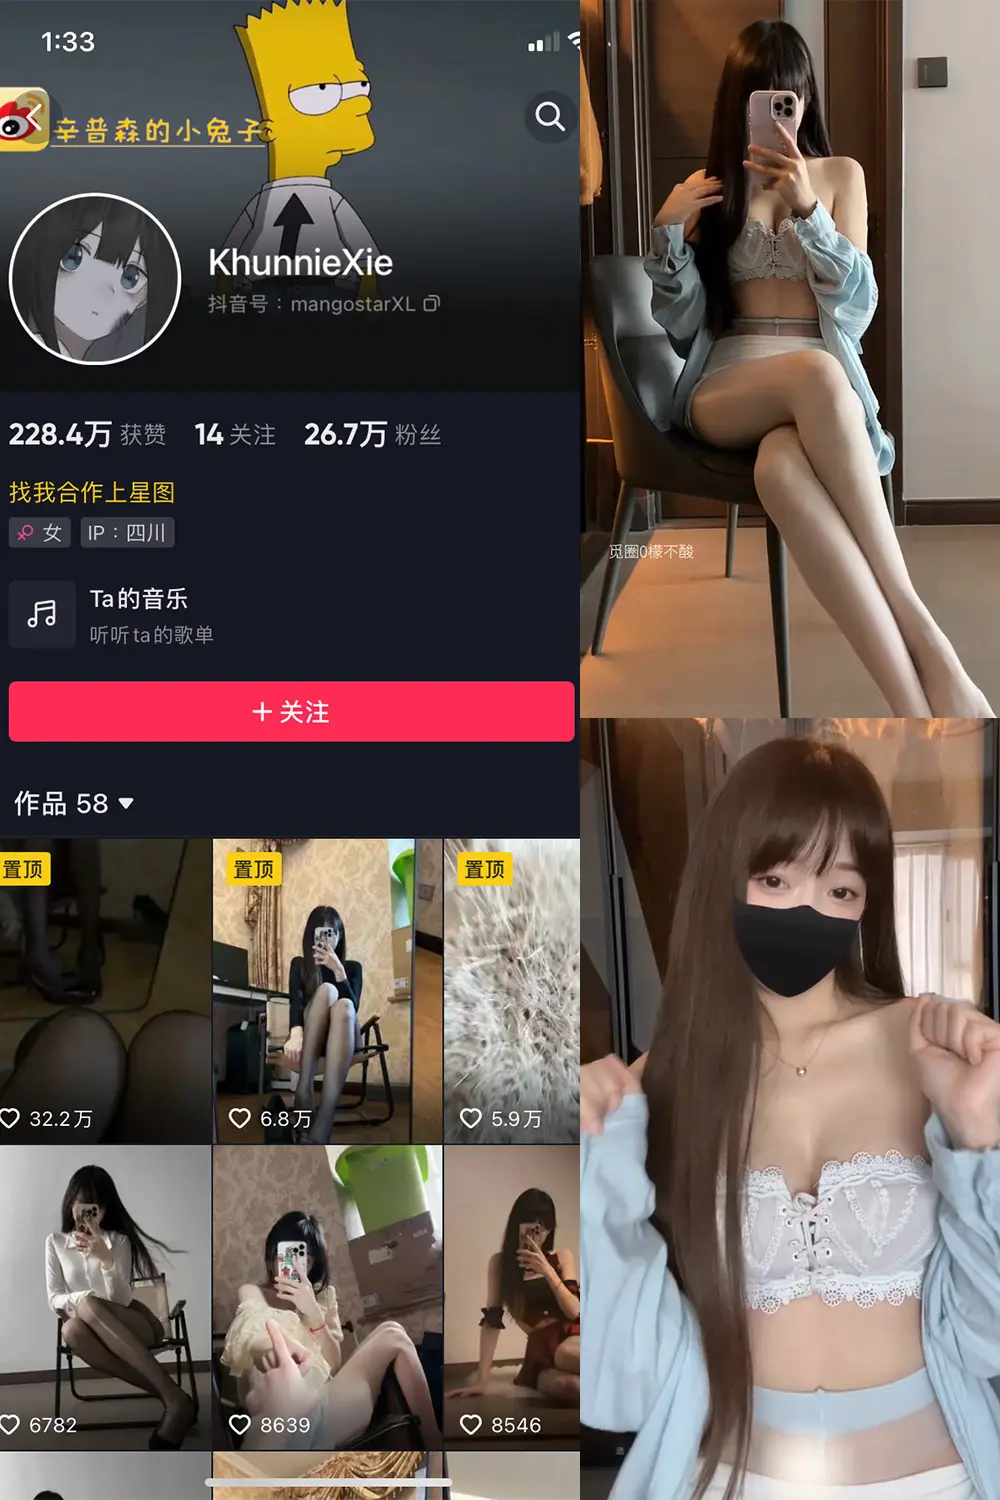 1:33
辛普森的小兔子
KhunnieXie
抖音号：mangostarXL
228.4万 获赞 14 关注 26.7万 粉丝
找我合作上星图
女 IP：四川
Ta的音乐
听听ta的歌单
+ 关注
作品 58
置顶 置顶 置顶
32.2万 6.8万 5.9万
6782 8639 8546
觅圈0檬不酸